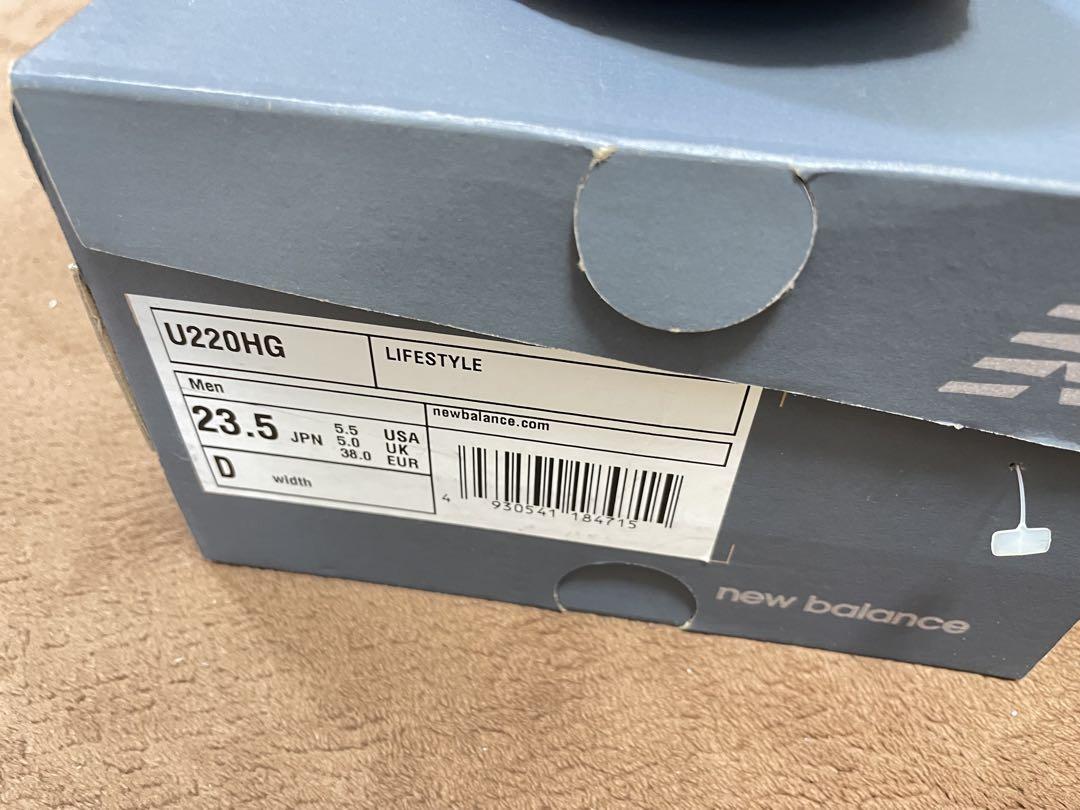 U220HG
LIFESTYLE
Men
newbalance.com
23.5 JPN
5.5 USA
5.0 UK
38.0 EUR
D width
4 930541 184715
new balance